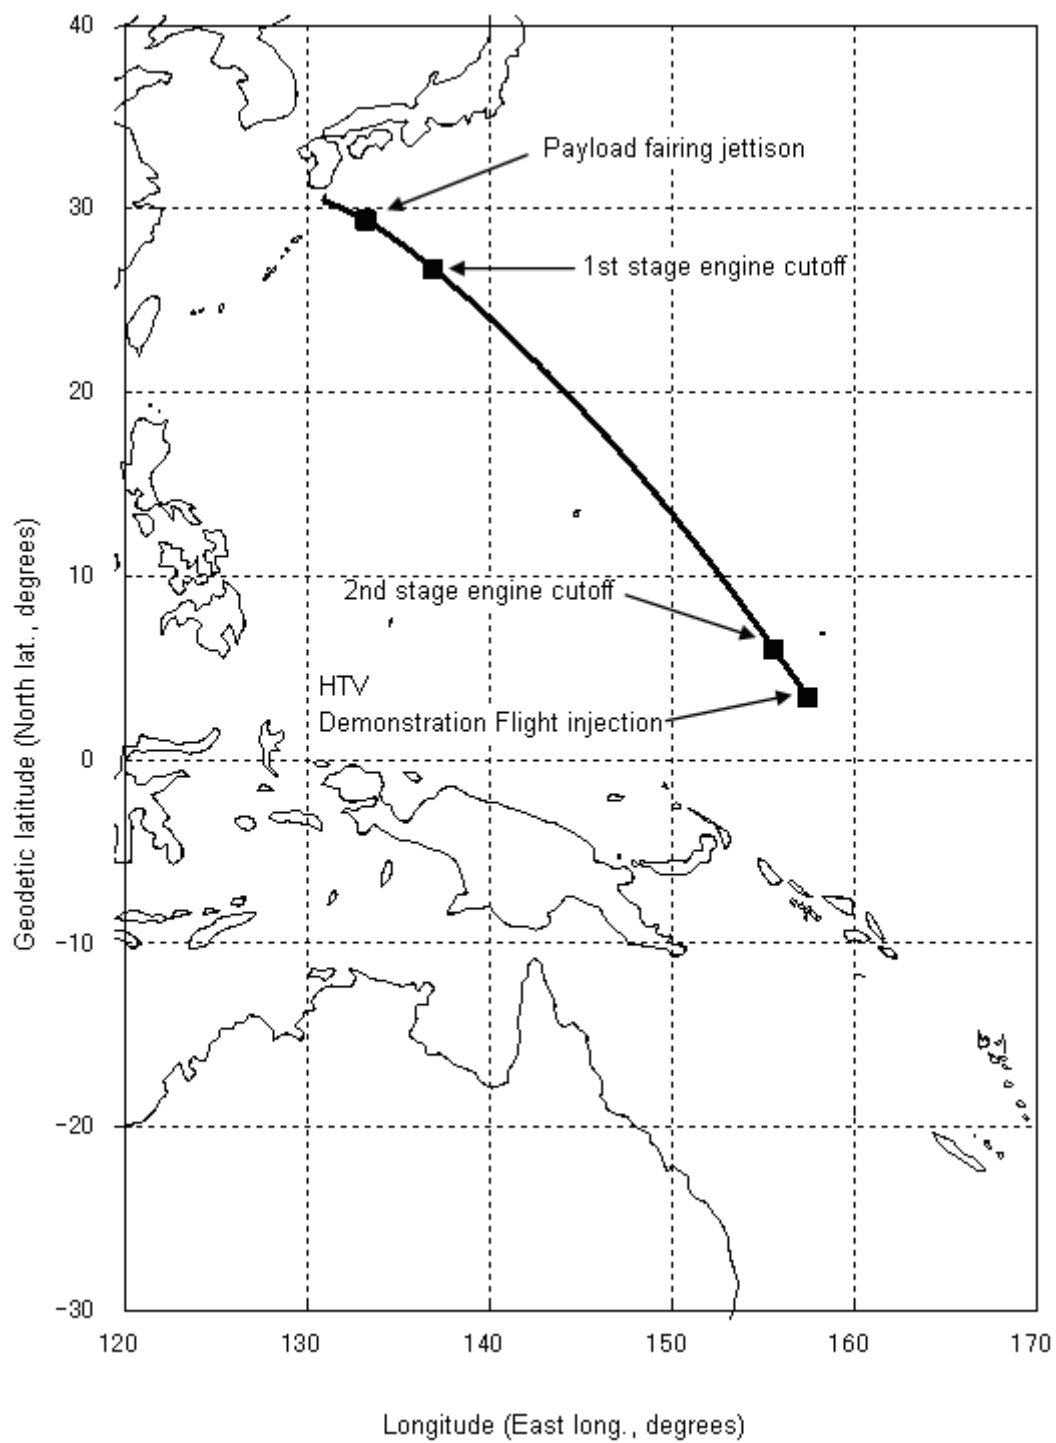 40
Payload fairing jettison
30
1st stage engine cutoff
20
10
2nd stage engine cutoff
HTV
Demonstration Flight injection
0
-10
-20
-30
Geodetic latitude (North lat., degrees)
120 130 140 150 160 170
Longitude (East long., degrees)